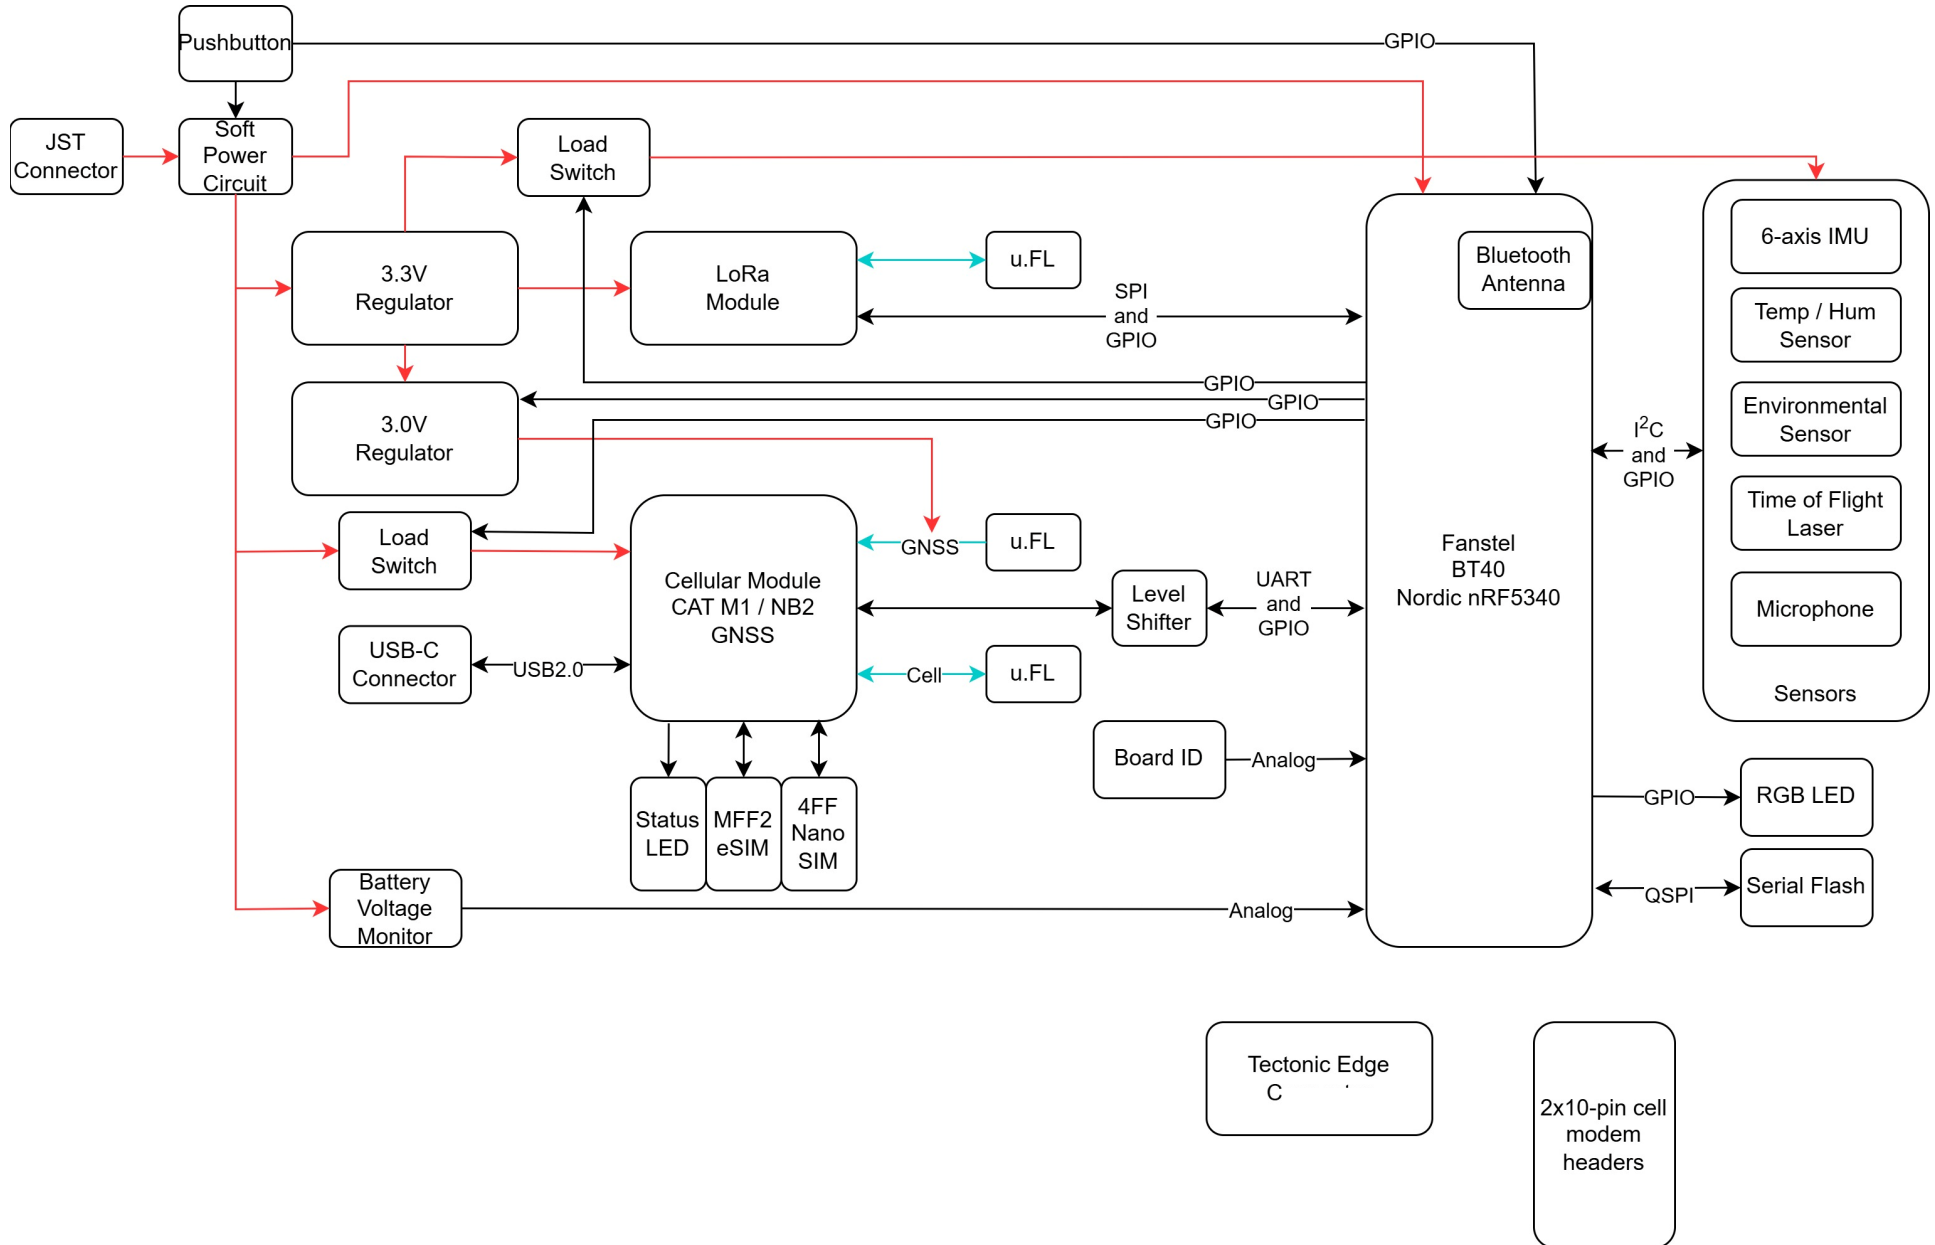 Pushbutton
GPIO
JST
Connector
Soft
Power
Circuit
Load
Switch
3.3V
Regulator
LoRa
Module
u.FL
SPI
and
GPIO
Bluetooth
Antenna
6-axis IMU
Temp / Hum
Sensor
Environmental
Sensor
Time of Flight
Laser
Microphone
Sensors
GPIO
GPIO
GPIO
3.0V
Regulator
I2C
and
GPIO
Load
Switch
Cellular Module
CAT M1 / NB2
GNSS
GNSS
u.FL
Level
Shifter
UART
and
GPIO
Fanstel
BT40
Nordic nRF5340
USB-C
Connector
USB2.0
Cell
u.FL
Board ID
Analog
GPIO
RGB LED
Status
LED
MFF2
eSIM
4FF
Nano
SIM
QSPI
Serial Flash
Battery
Voltage
Monitor
Analog
Tectonic Edge
2x10-pin cell
modem
headers